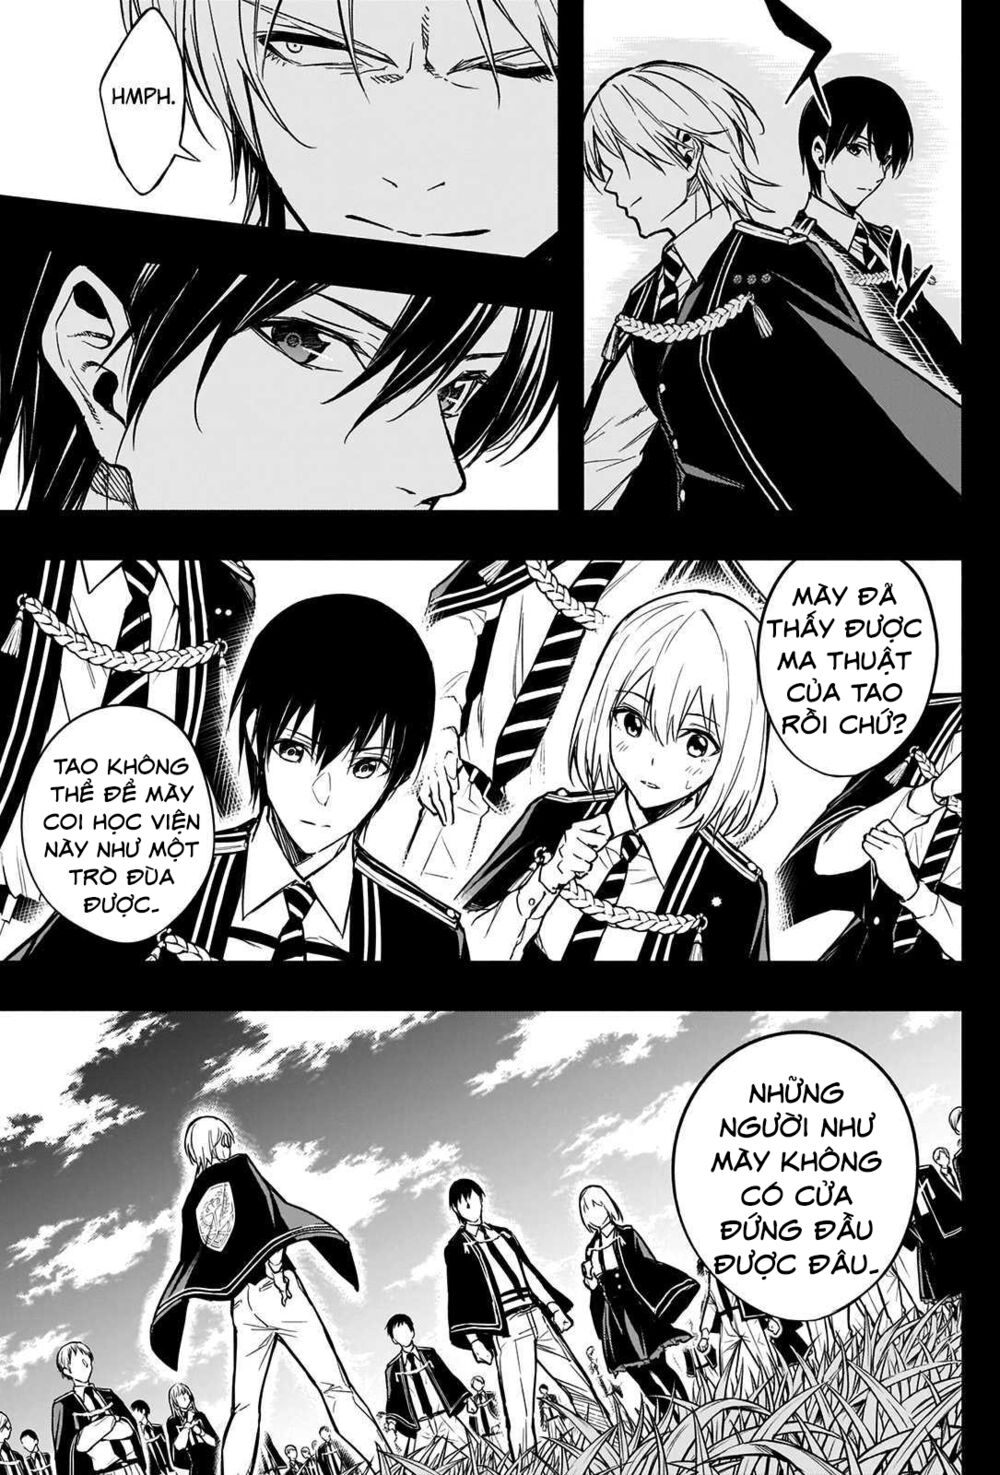 HMPH.
MÀY ĐÃ
THẤY ĐƯỢC
MA THUẬT
CỦA TAO
RỒI CHỨ?
TAO KHÔNG
THỂ ĐỂ MÀY
COI HỌC VIỆN
NÀY NHƯ MỘT
TRÒ ĐÙA
ĐƯỢC.
NHỮNG
NGƯỜI NHƯ
MÀY KHÔNG
CÓ CỬA
ĐỨNG ĐẦU
ĐƯỢC ĐÂU.